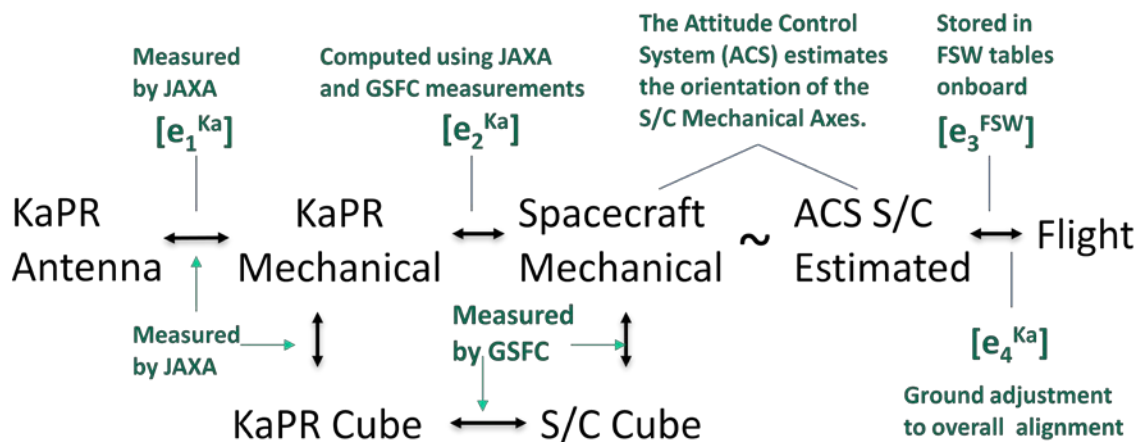 Measured
by JAXA
[e₁ᴷᵃ]
Computed using JAXA
and GSFC measurements
[e₂ᴷᵃ]
The Attitude Control
System (ACS) estimates
the orientation of the
S/C Mechanical Axes.
Stored in
FSW tables
onboard
[e₃^FSW]
KaPR
Antenna
KaPR
Mechanical
Spacecraft
Mechanical
~
ACS S/C
Estimated
Flight
Measured
by JAXA
Measured
by GSFC
[e₄ᴷᵃ]
Ground adjustment
to overall alignment
KaPR Cube
S/C Cube